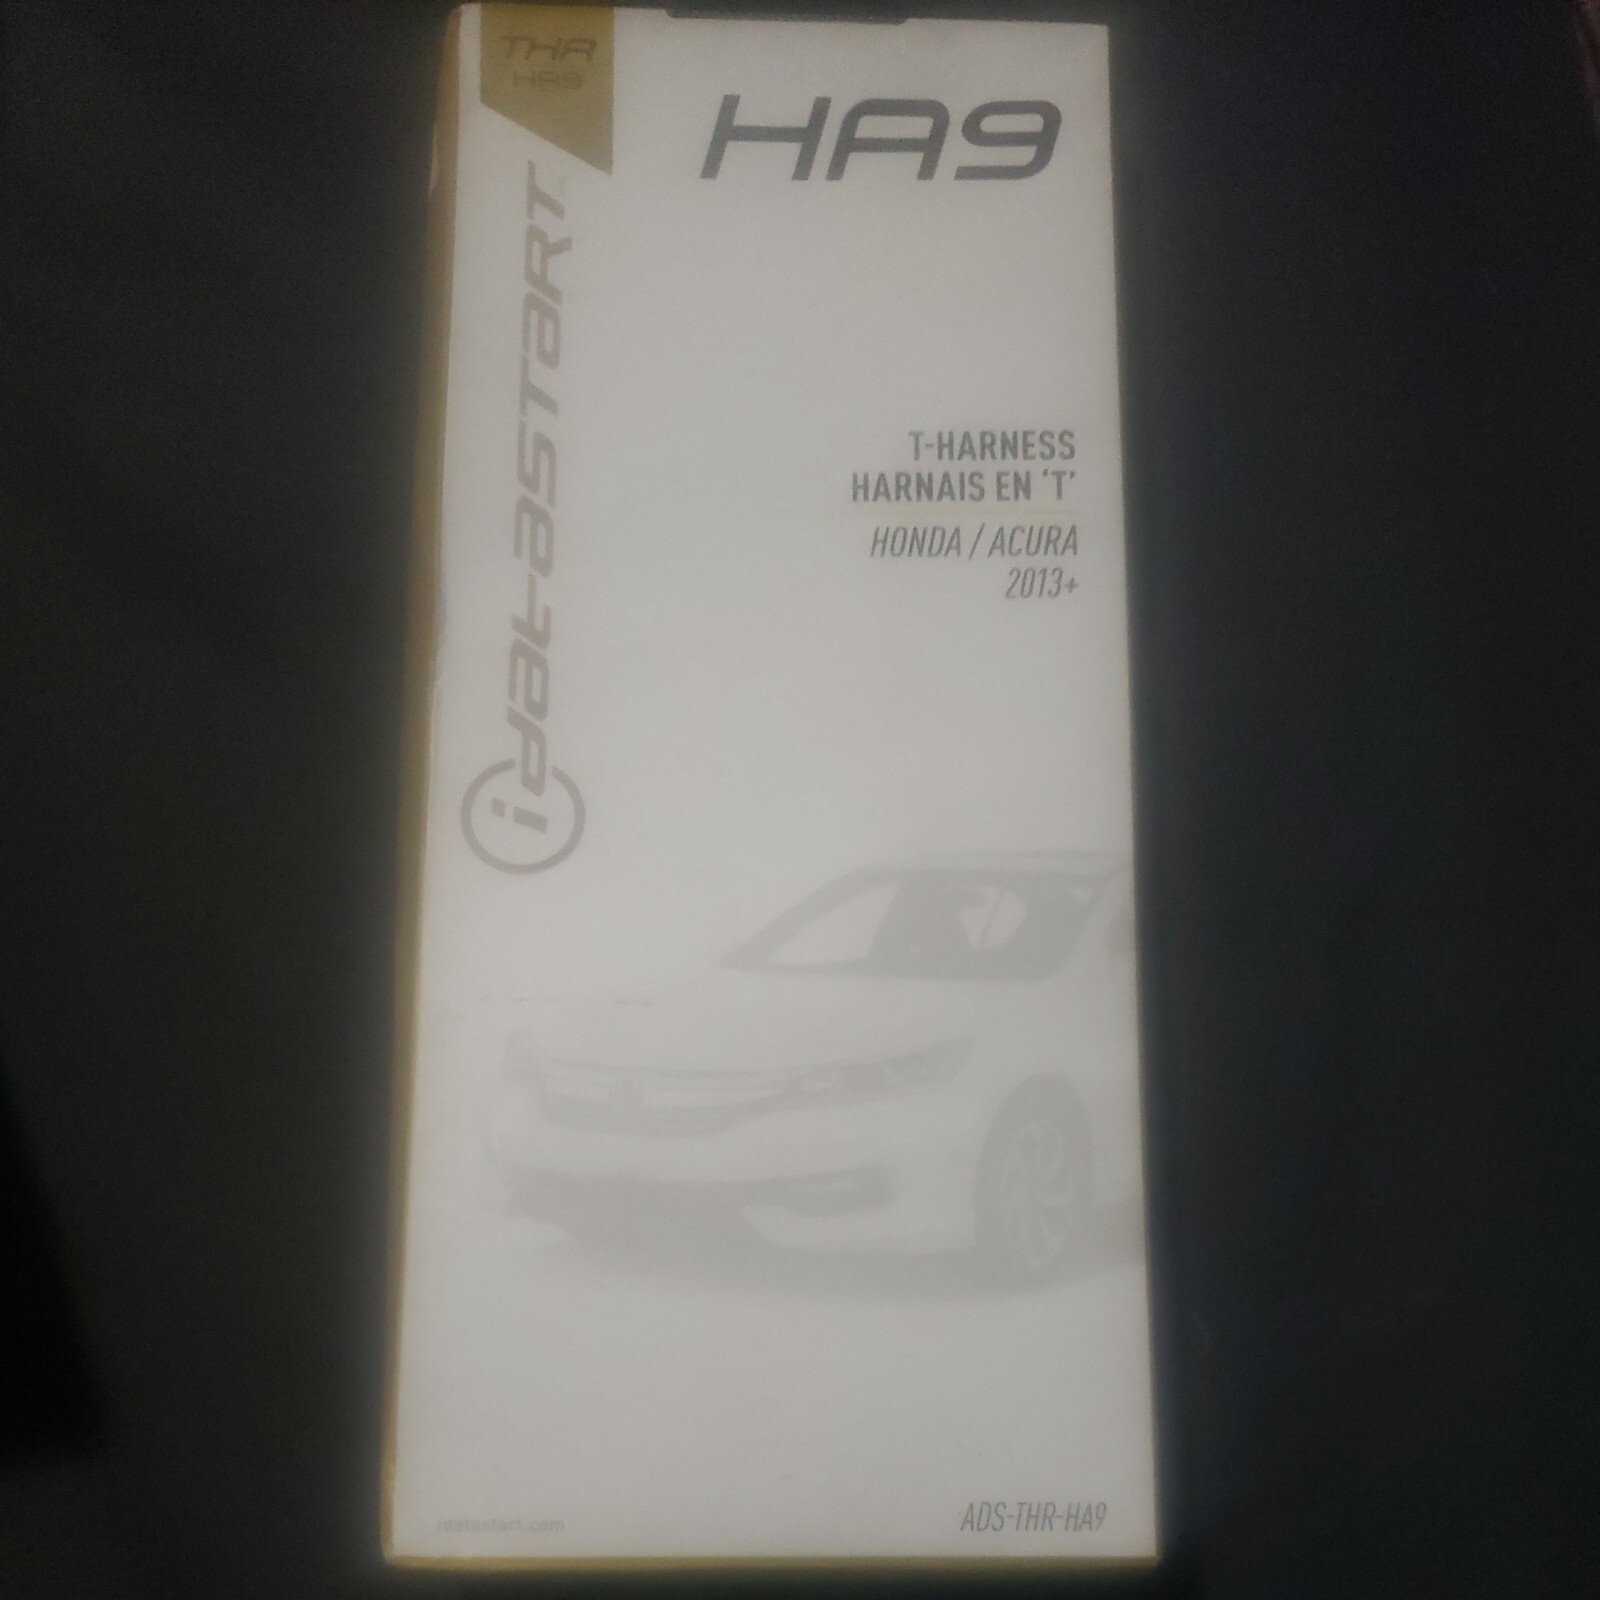 THR
HA9
HA9
idatastart
T-HARNESS
HARNAIS EN ‘T’
HONDA / ACURA
2013+
idatastart.com
ADS-THR-HA9